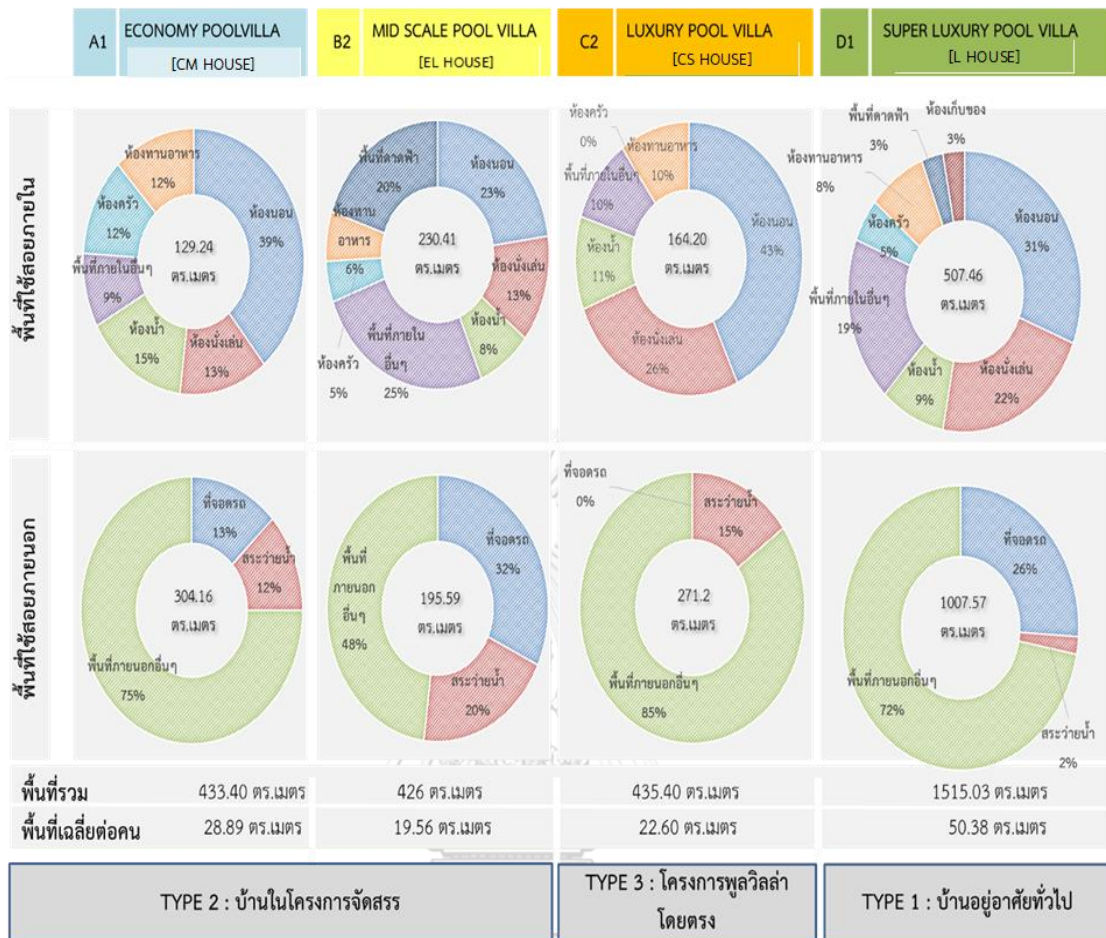 A1 ECONOMY POOLVILLA
[CM HOUSE]
B2 MID SCALE POOL VILLA
[EL HOUSE]
C2 LUXURY POOL VILLA
[CS HOUSE]
D1 SUPER LUXURY POOL VILLA
[L HOUSE]
พื้นที่ใช้สอยภายใน
ห้องทานอาหาร
12%
ห้องครัว
12%
พื้นที่ภายในอื่นๆ
9%
ห้องน้ำ
15%
ห้องนั่งเล่น
13%
ห้องนอน
39%
129.24
ตร.เมตร
พื้นที่ดาดฟ้า
20%
ห้องนอน
23%
ห้องทาน
อาหาร
6%
230.41
ตร.เมตร
ห้องนั่งเล่น
13%
ห้องน้ำ
8%
พื้นที่ภายใน
อื่นๆ
25%
ห้องครัว
5%
ห้องครัว
0%
ห้องทานอาหาร
10%
พื้นที่ภายในอื่นๆ
10%
ห้องน้ำ
11%
ห้องนั่งเล่น
26%
ห้องนอน
43%
164.20
ตร.เมตร
พื้นที่ดาดฟ้า
3%
ห้องเก็บของ
3%
ห้องทานอาหาร
8%
ห้องครัว
5%
พื้นที่ภายในอื่นๆ
19%
ห้องน้ำ
9%
ห้องนั่งเล่น
22%
ห้องนอน
31%
507.46
ตร.เมตร
พื้นที่ใช้สอยภายนอก
ที่จอดรถ
13%
สระว่ายน้ำ
12%
304.16
ตร.เมตร
พื้นที่ภายนอกอื่นๆ
75%
ที่จอดรถ
32%
พื้นที่
ภายนอก
อื่นๆ
48%
195.59
ตร.เมตร
สระว่ายน้ำ
20%
ที่จอดรถ
0%
สระว่ายน้ำ
15%
271.2
ตร.เมตร
พื้นที่ภายนอกอื่นๆ
85%
ที่จอดรถ
26%
1007.57
ตร.เมตร
พื้นที่ภายนอกอื่นๆ
72%
สระว่ายน้ำ
2%
พื้นที่รวม 433.40 ตร.เมตร 426 ตร.เมตร 435.40 ตร.เมตร 1515.03 ตร.เมตร
พื้นที่เฉลี่ยต่อคน 28.89 ตร.เมตร 19.56 ตร.เมตร 22.60 ตร.เมตร 50.38 ตร.เมตร
TYPE 2 : บ้านในโครงการจัดสรร
TYPE 3 : โครงการพูลวิลล่า
โดยตรง
TYPE 1 : บ้านอยู่อาศัยทั่วไป